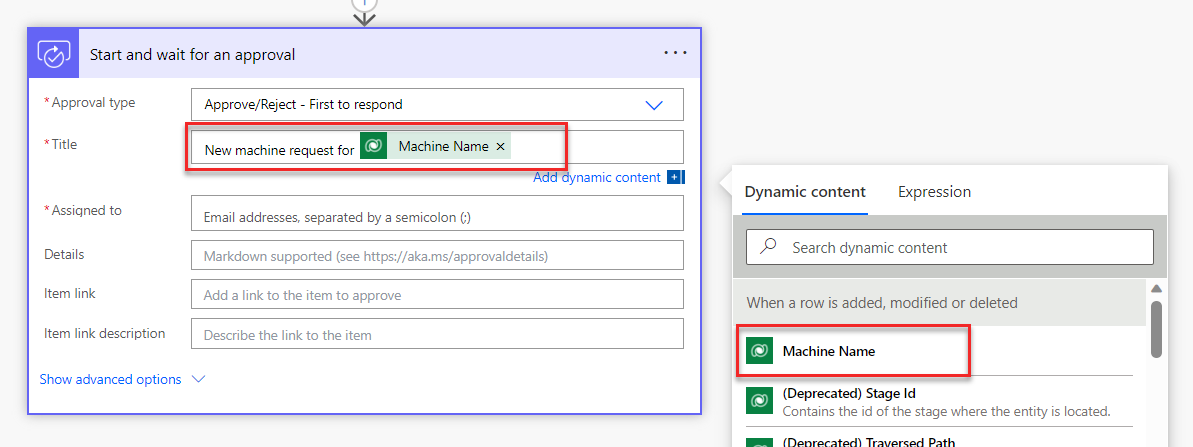 Start and wait for an approval
* Approval type
Approve/Reject - First to respond
* Title
New machine request for Machine Name ×
Add dynamic content
* Assigned to
Email addresses, separated by a semicolon (;)
Details
Markdown supported (see https://aka.ms/approvaldetails)
Item link
Add a link to the item to approve
Item link description
Describe the link to the item
Show advanced options
Dynamic content
Expression
Search dynamic content
When a row is added, modified or deleted
Machine Name
(Deprecated) Stage Id
Contains the id of the stage where the entity is located.
(Deprecated) Traversed Path